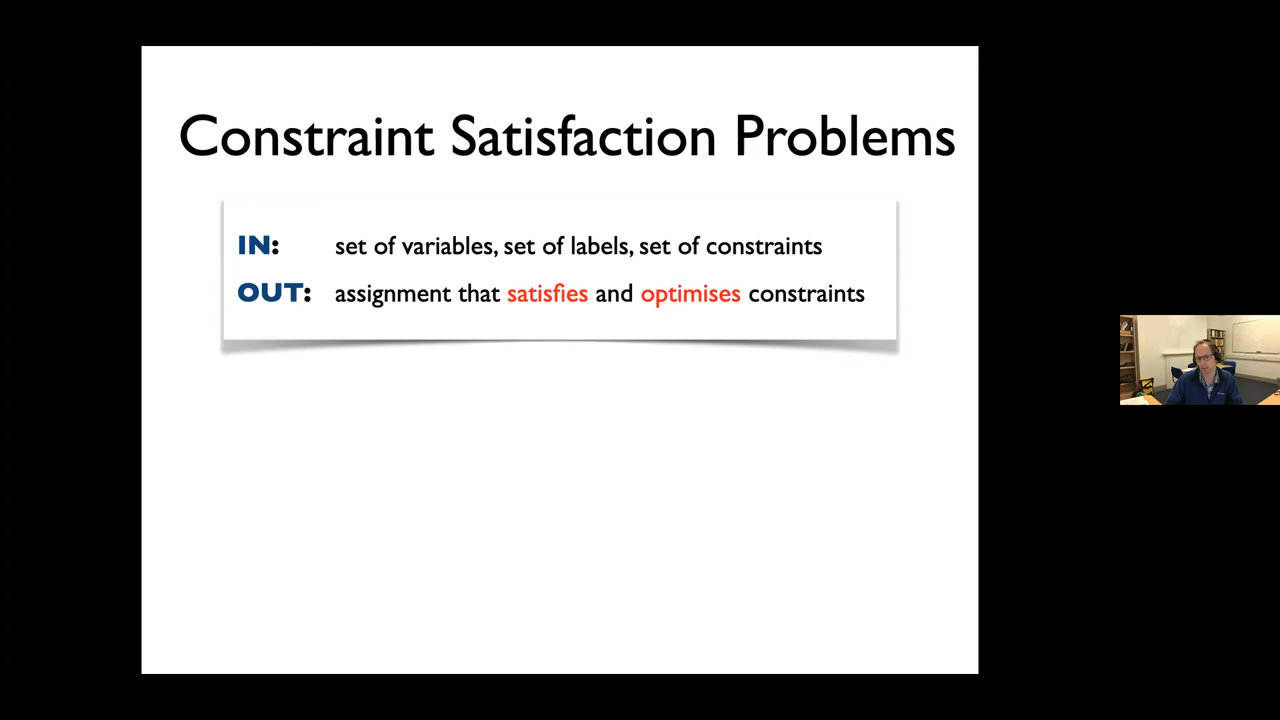 Constraint Satisfaction Problems
IN: set of variables, set of labels, set of constraints
OUT: assignment that satisfies and optimises constraints